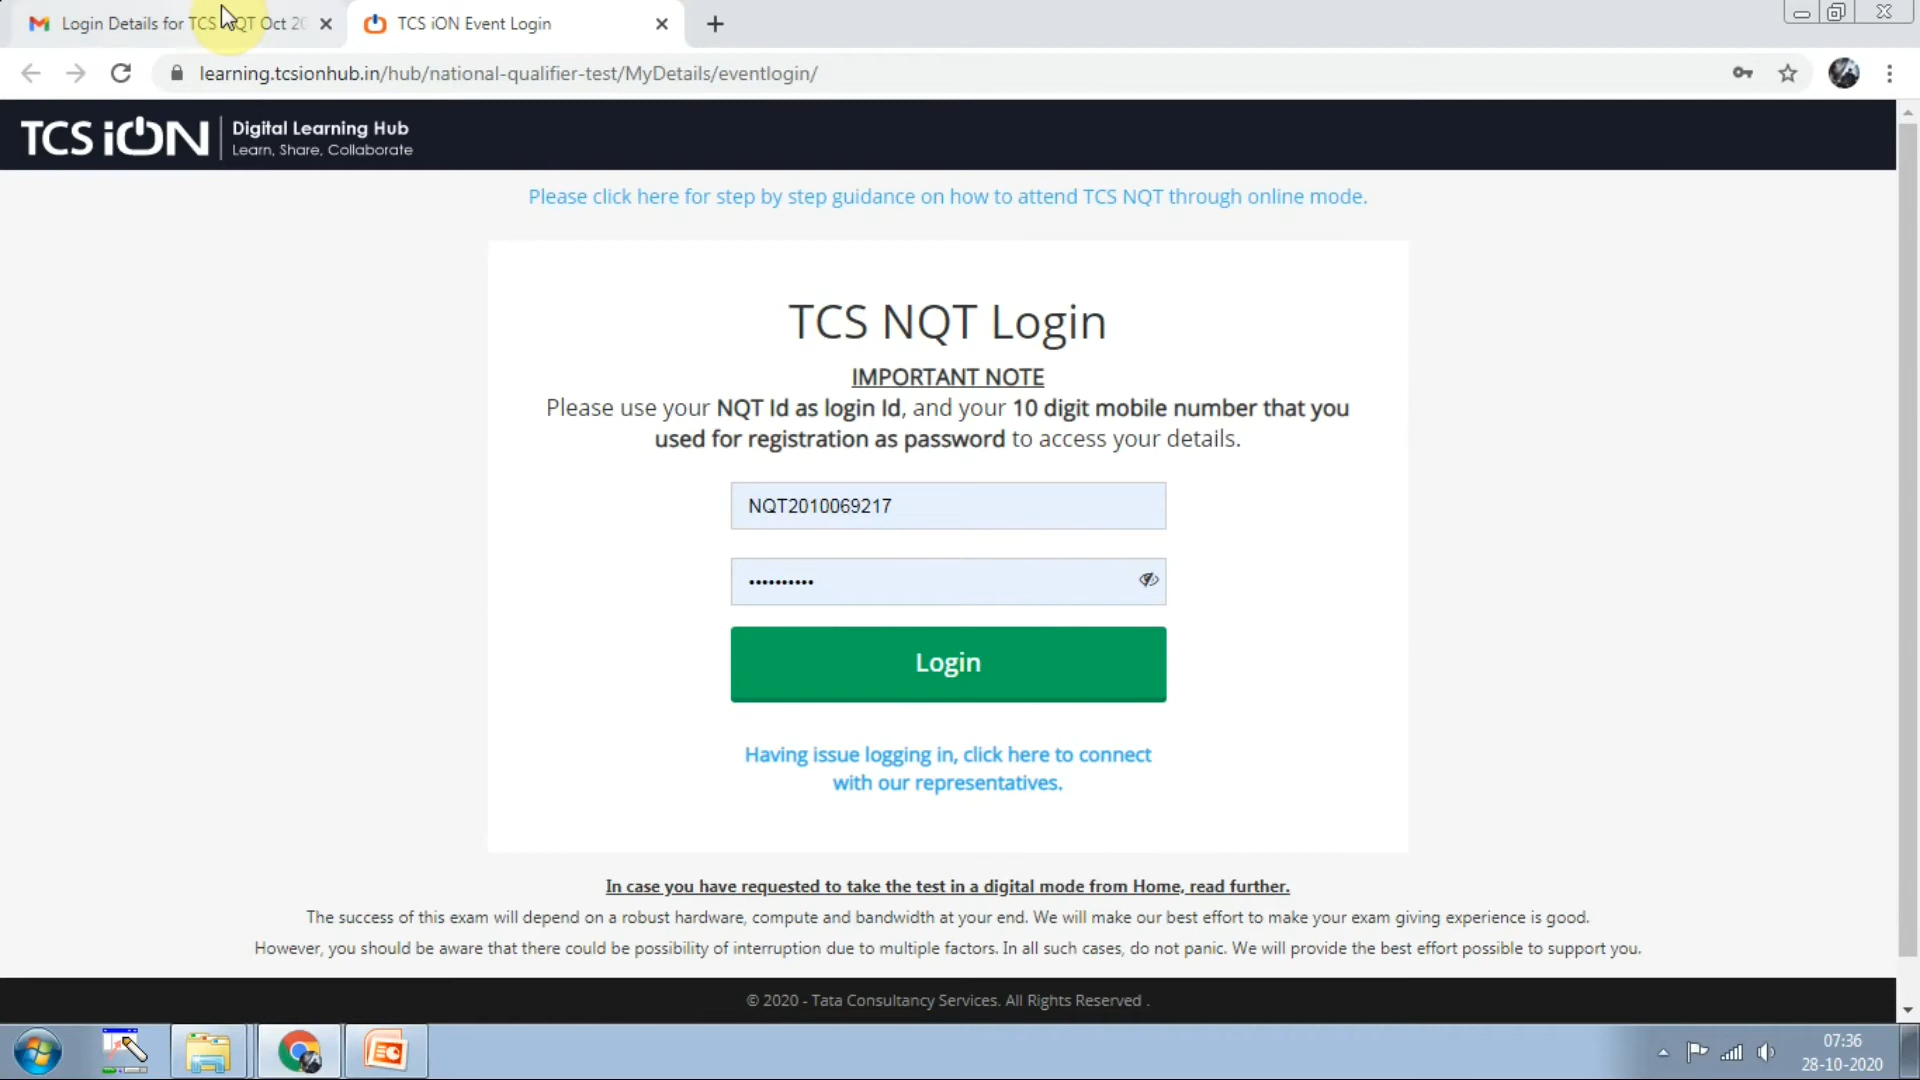 Login Details for TCS NQT Oct 20
TCS iON Event Login
learning.tcsionhub.in/hub/national-qualifier-test/MyDetails/eventlogin/
TCS iON
Digital Learning Hub
Learn, Share, Collaborate
Please click here for step by step guidance on how to attend TCS NQT through online mode.
TCS NQT Login
IMPORTANT NOTE
Please use your NQT Id as login Id, and your 10 digit mobile number that you
used for registration as password to access your details.
NQT2010069217
••••••••••
Login
Having issue logging in, click here to connect
with our representatives.
In case you have requested to take the test in a digital mode from Home, read further.
The success of this exam will depend on a robust hardware, compute and bandwidth at your end. We will make our best effort to make your exam giving experience is good.
However, you should be aware that there could be possibility of interruption due to multiple factors. In all such cases, do not panic. We will provide the best effort possible to support you.
© 2020 - Tata Consultancy Services. All Rights Reserved .
07:36
28-10-2020